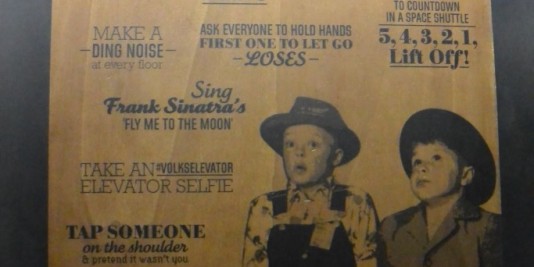 MAKE A
-DING NOISE-
at every floor
ASK EVERYONE TO HOLD HANDS
FIRST ONE TO LET GO
-LOSES-
TO COUNTDOWN
IN A SPACE SHUTTLE
5, 4, 3, 2, 1,
Lift Off!
Sing
Frank Sinatra's
'FLY ME TO THE MOON'
TAKE AN #VOLKSELEVATOR
ELEVATOR SELFIE
TAP SOMEONE
on the shoulder
& pretend it wasn't you